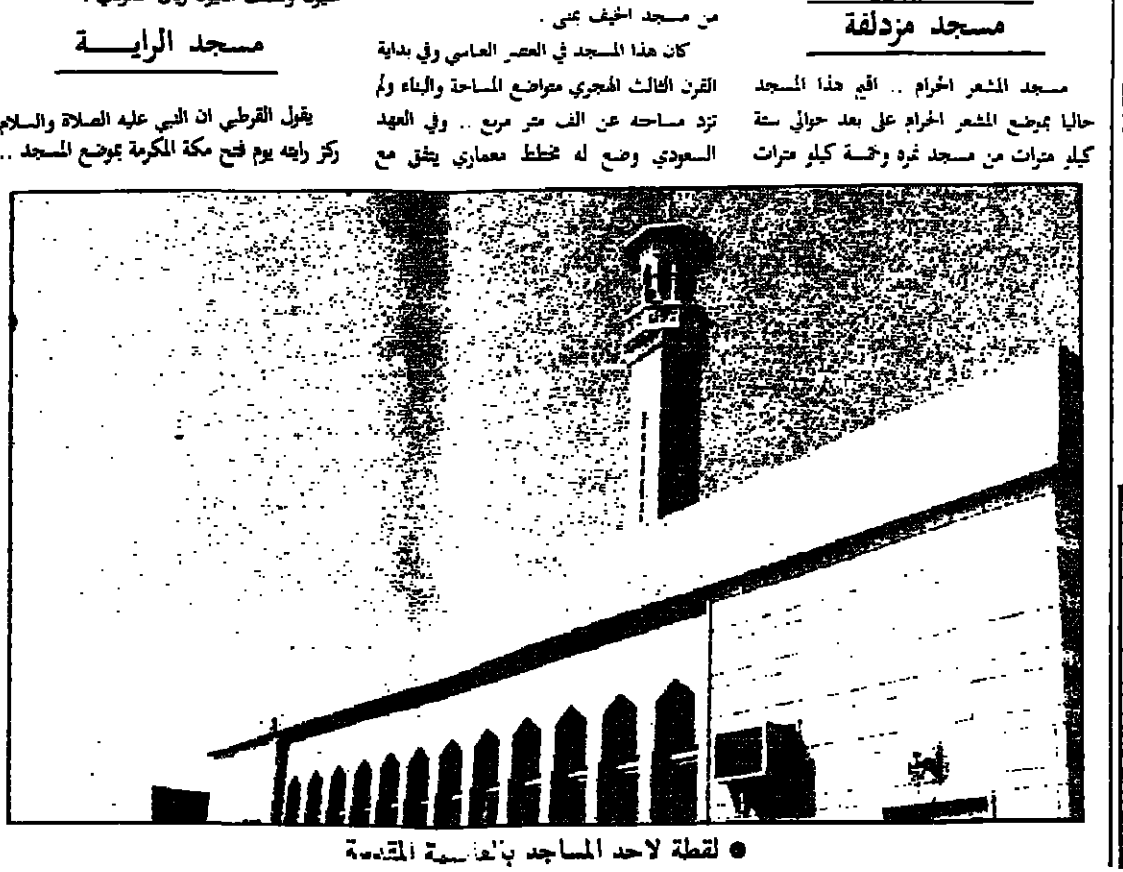 مسجد مزدلفة
مسجد المشعر الحرام .. اقيم هذا المسجد
حاليا بموضع المشعر الحرام على بعد حوالي ستة
كيلو مترات من مسجد نمره وخمسة كيلو مترات
من مسجد الخيف بمنى .
كان هذا المسجد في العصر العباسي وفي بداية
القرن الثالث الهجري متواضع المساحة والبناء ولم
تزد مساحته عن الف متر مربع .. وفي العهد
السعودي وضع له مخطط معماري يتفق مع
مسجد الرايـــة
يقول القرطبي ان النبي عليه الصلاة والسلام
ركز رايته يوم فتح مكة المكرمة بموضع المسجد ..
● لقطة لاحد المساجد بالعاصمة المقدسة